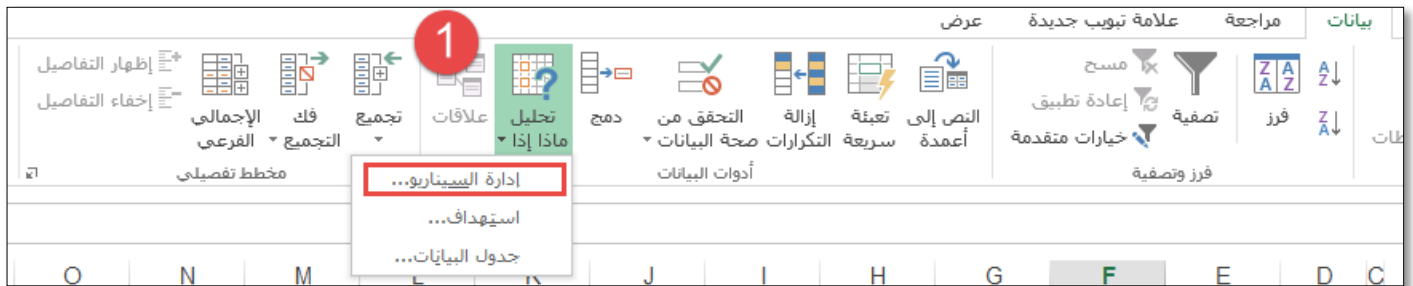 بيانات
مراجعة
علامة تبويب جديدة
عرض
1
فرز
تصفية
مسح
إعادة تطبيق
خيارات متقدمة
النص إلى
أعمدة
تعبئة
سريعة
إزالة
التكرارات
التحقق من
صحة البيانات
دمج
تحليل
ماذا إذا
علاقات
تجميع
فك
التجميع
الإجمالي
الفرعي
إظهار التفاصيل
إخفاء التفاصيل
فرز وتصفية
أدوات البيانات
مخطط تفصيلي
إدارة السيناريو...
استهداف...
جدول البيانات...
C D E F G H I J K L M N O